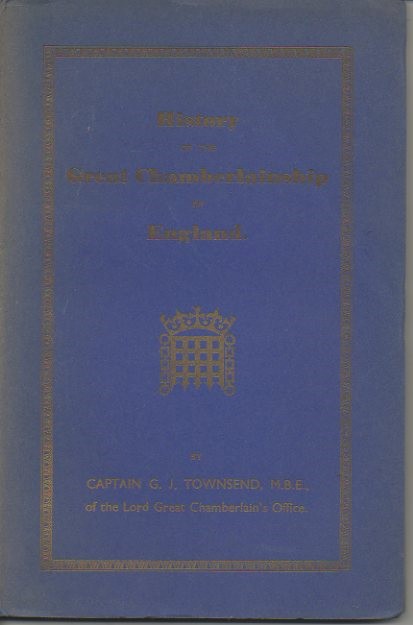 History
OF THE
Great Chamberlainship
OF
England.
BY
CAPTAIN G. J. TOWNSEND, M.B.E.,
of the Lord Great Chamberlain's Office.